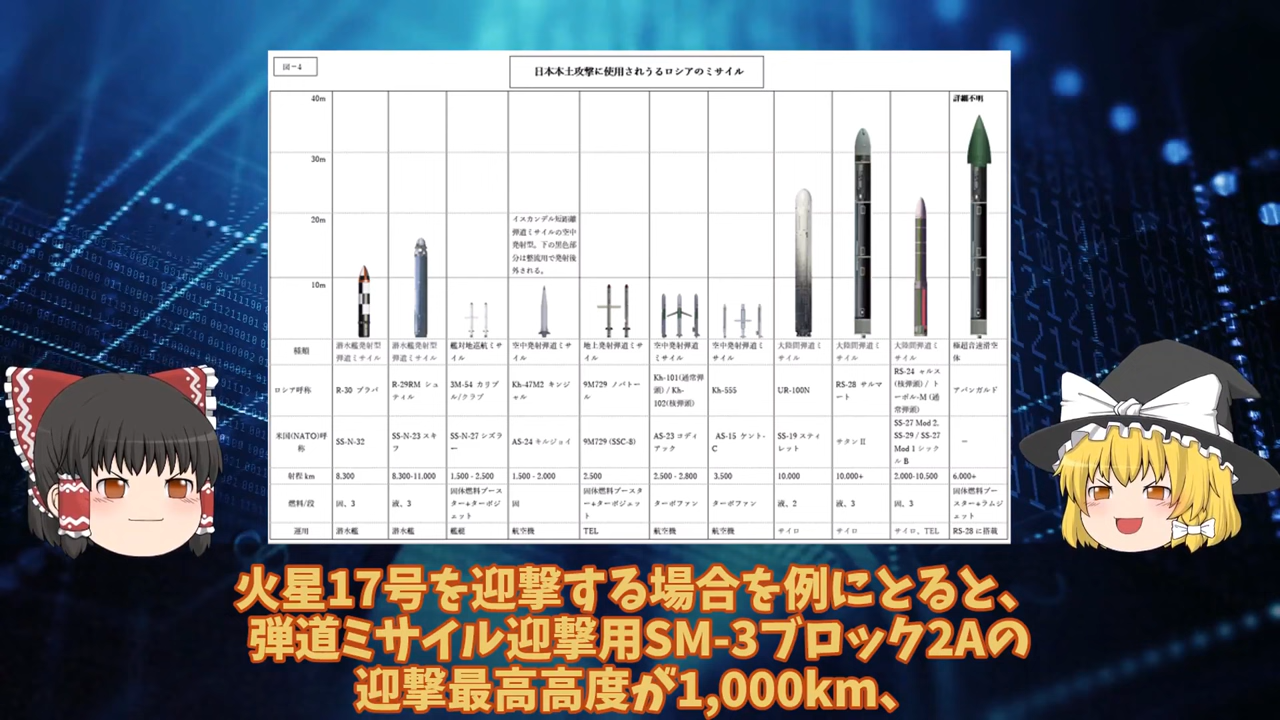 図－4
日本本土攻撃に使用されうるロシアのミサイル
40m
30m
20m
10m
詳細不明
イスカンデル短距離
弾道ミサイルの空中
発射型。下の黒色部
分は整流用で発射後
外される。
種類
潜水艦発射型
弾道ミサイル
潜水艦発射型
弾道ミサイル
艦対地巡航ミサ
イル
空中発射弾道ミサ
イル
地上発射弾道ミサ
イル
空中発射弾道
ミサイル
空中発射弾道ミ
サイル
大陸間弾道ミ
サイル
大陸間弾道ミサ
イル
大陸間弾道ミ
サイル
極超音速滑空
体
ロシア呼称
R-30 ブラバ
R-29RM シュ
ティル
3M-54 カリブ
ル/クラブ
Kh-47M2 キンジ
ャル
9M729 ノバトー
ル
Kh-101(通常弾
頭) / Kh-
102(核弾頭)
Kh-555
UR-100N
RS-28 サルマ
ート
RS-24 ヤルス
(核弾頭) / ト
ーポル-M (通
常弾頭)
アバンガルド
米国(NATO)呼
称
SS-N-32
SS-N-23 スキ
フ
SS-N-27 シズラ
ー
AS-24 キルジョイ
9M729 (SSC-8)
AS-23 コディ
アック
AS-15 ケント-
C
SS-19 スティ
レット
サタンⅡ
SS-27 Mod 2,
SS-29 / SS-27
Mod 1 シック
ル B
－
射程 km
8.300
8.300-11.000
1.500 - 2.500
1.500 - 2.000
2.500
2.500 - 2.800
3.500
10.000
10.000+
2.000-10.500
6.000+
燃料/段
固、3
液、3
固体燃料ブース
ター+ターボジ
ェット
固
固体燃料ブースタ
ー+ターボジェッ
ト
ターボファン
ターボファン
液、2
液、3
固、3
固体燃料ブー
スター+ラムジ
ェット
運用
潜水艦
潜水艦
艦艇
航空機
TEL
航空機
航空機
サイロ
サイロ
サイロ、TEL
RS-28 に搭載
火星17号を迎撃する場合を例にとると、
弾道ミサイル迎撃用SM-3ブロック2Aの
迎撃最高高度が1,000km、